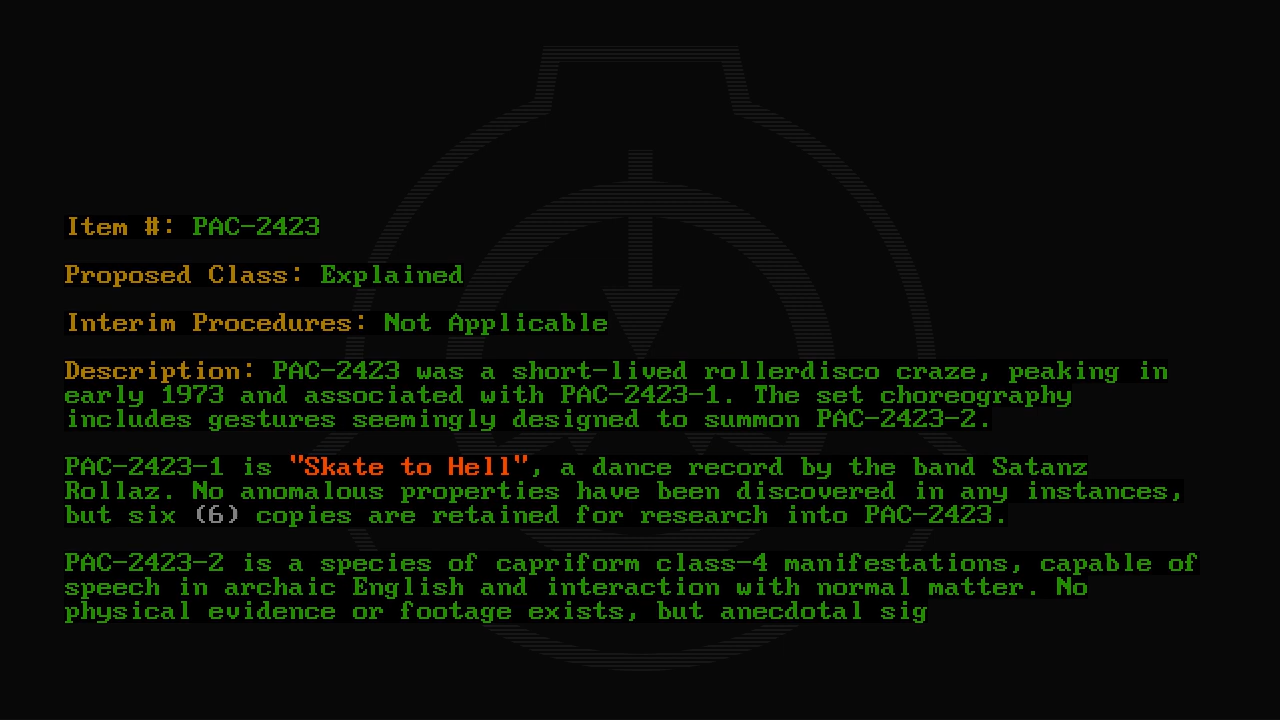 Item #: PAC-2423
Proposed Class: Explained
Interim Procedures: Not Applicable
Description: PAC-2423 was a short-lived rollerdisco craze, peaking in
early 1973 and associated with PAC-2423-1. The set choreography
includes gestures seemingly designed to summon PAC-2423-2.
PAC-2423-1 is "Skate to Hell", a dance record by the band Satanz
Rollaz. No anomalous properties have been discovered in any instances,
but six (6) copies are retained for research into PAC-2423.
PAC-2423-2 is a species of capriform class-4 manifestations, capable of
speech in archaic English and interaction with normal matter. No
physical evidence or footage exists, but anecdotal sig